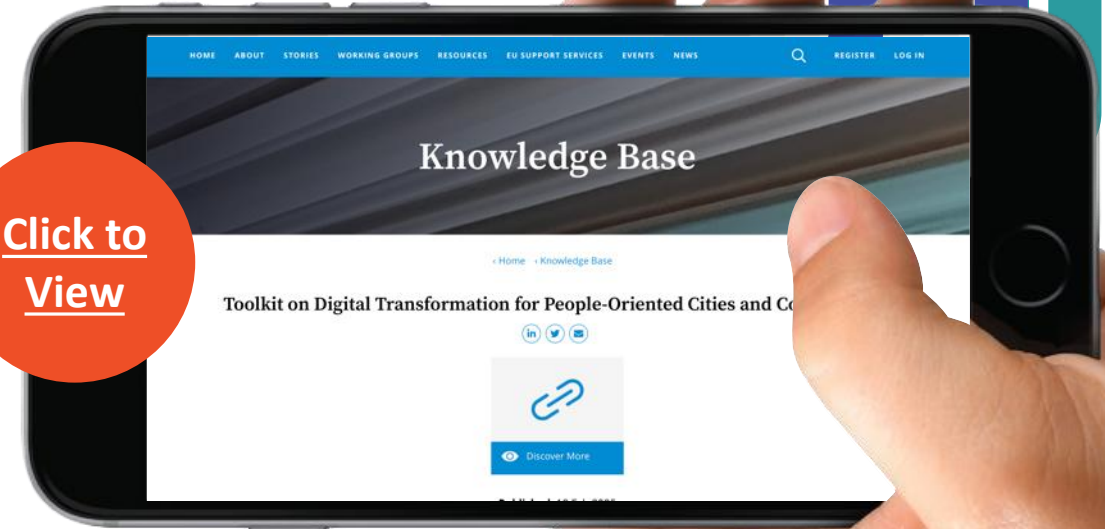 HOME ABOUT STORIES WORKING GROUPS RESOURCES EU SUPPORT SERVICES EVENTS NEWS REGISTER LOG IN
Knowledge Base
Click to
View
‹ Home ‹ Knowledge Base
Toolkit on Digital Transformation for People-Oriented Cities and
in
Discover More